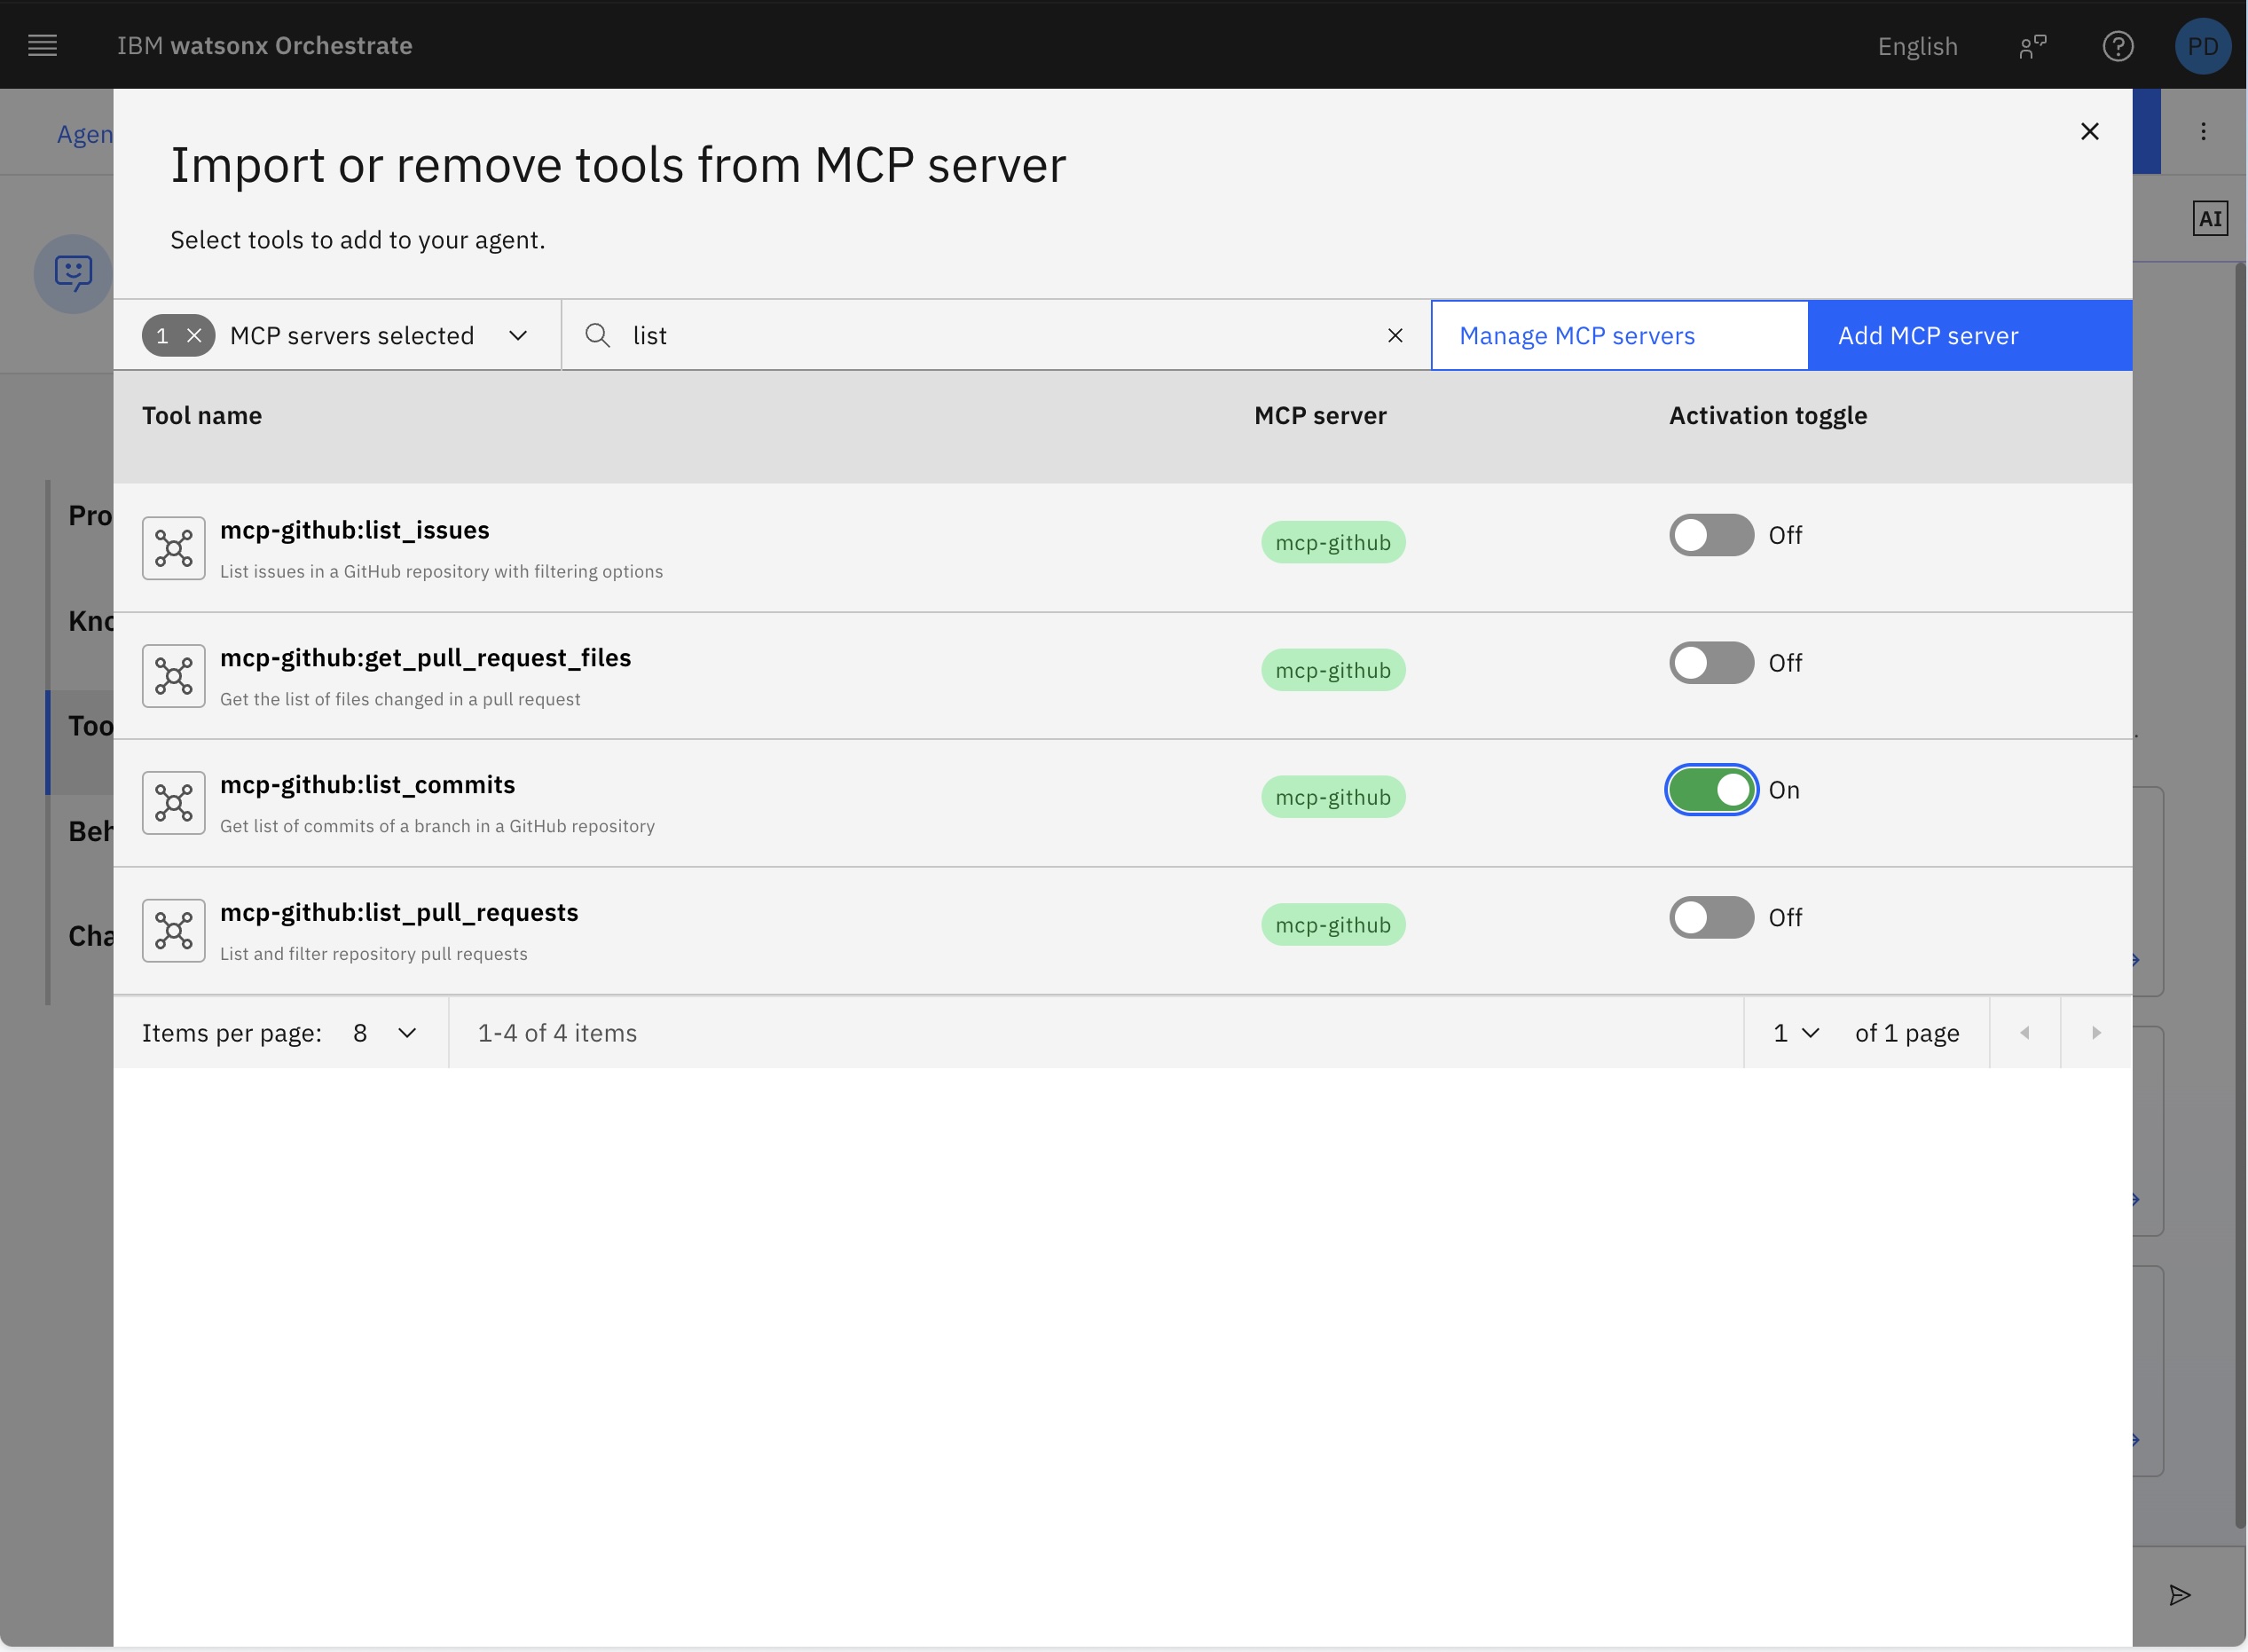 IBM watsonx Orchestrate
English
PD
Agen
Import or remove tools from MCP server
Select tools to add to your agent.
AI
1 MCP servers selected
list
Manage MCP servers
Add MCP server
Tool name
MCP server
Activation toggle
Pro
Kno
Too
Beh
Cha
mcp-github:list_issues
List issues in a GitHub repository with filtering options
mcp-github
Off
mcp-github:get_pull_request_files
Get the list of files changed in a pull request
mcp-github
Off
mcp-github:list_commits
Get list of commits of a branch in a GitHub repository
mcp-github
On
mcp-github:list_pull_requests
List and filter repository pull requests
mcp-github
Off
Items per page: 8
1-4 of 4 items
1 of 1 page